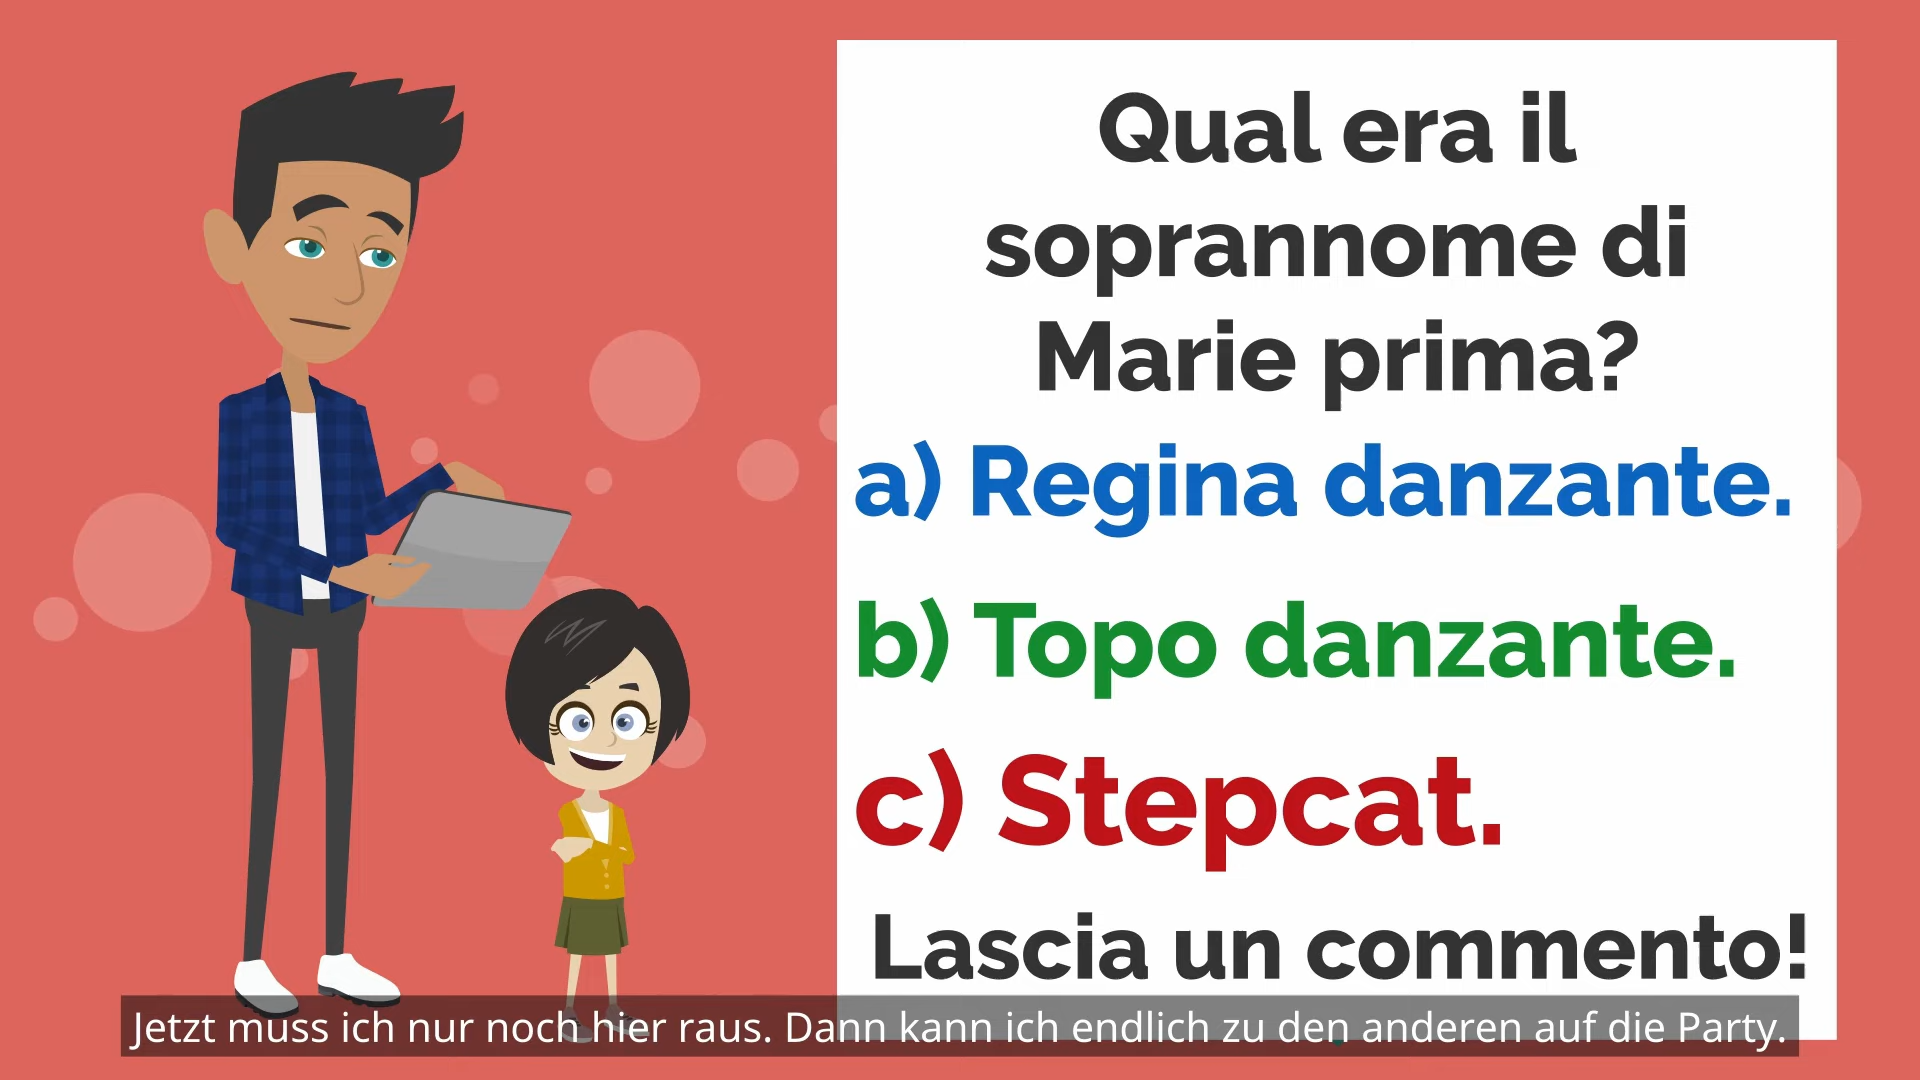 Qual era il
soprannome di
Marie prima?
a) Regina danzante.
b) Topo danzante.
c) Stepcat.
Lascia un commento!
Jetzt muss ich nur noch hier raus. Dann kann ich endlich zu den anderen auf die Party.